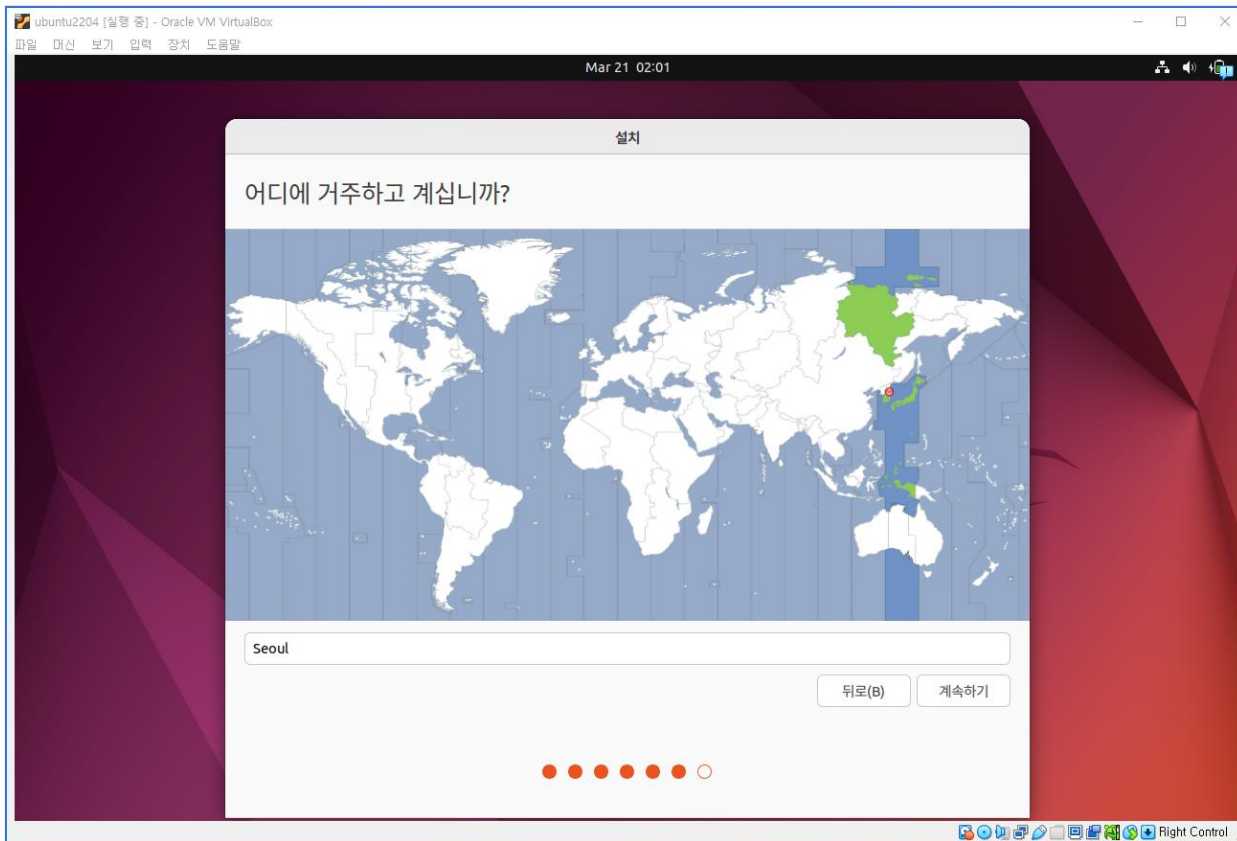 ubuntu2204 [실행 중] - Oracle VM VirtualBox
파일 머신 보기 입력 장치 도움말
Mar 21 02:01
설치
어디에 거주하고 계십니까?
Seoul
뒤로(B) 계속하기
Right Control